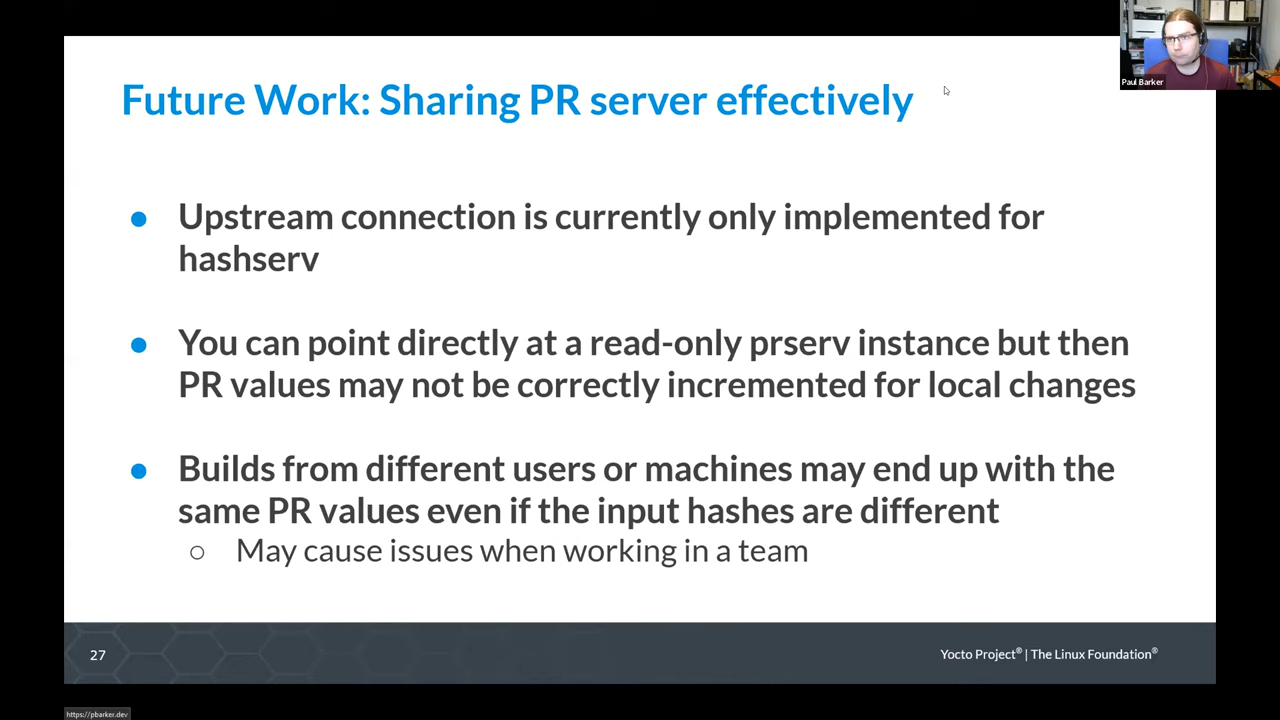 Paul Barker
Future Work: Sharing PR server effectively
● Upstream connection is currently only implemented for
hashserv
● You can point directly at a read-only prserv instance but then
PR values may not be correctly incremented for local changes
● Builds from different users or machines may end up with the
same PR values even if the input hashes are different
○ May cause issues when working in a team
27
Yocto Project® | The Linux Foundation®
https://pbarker.dev